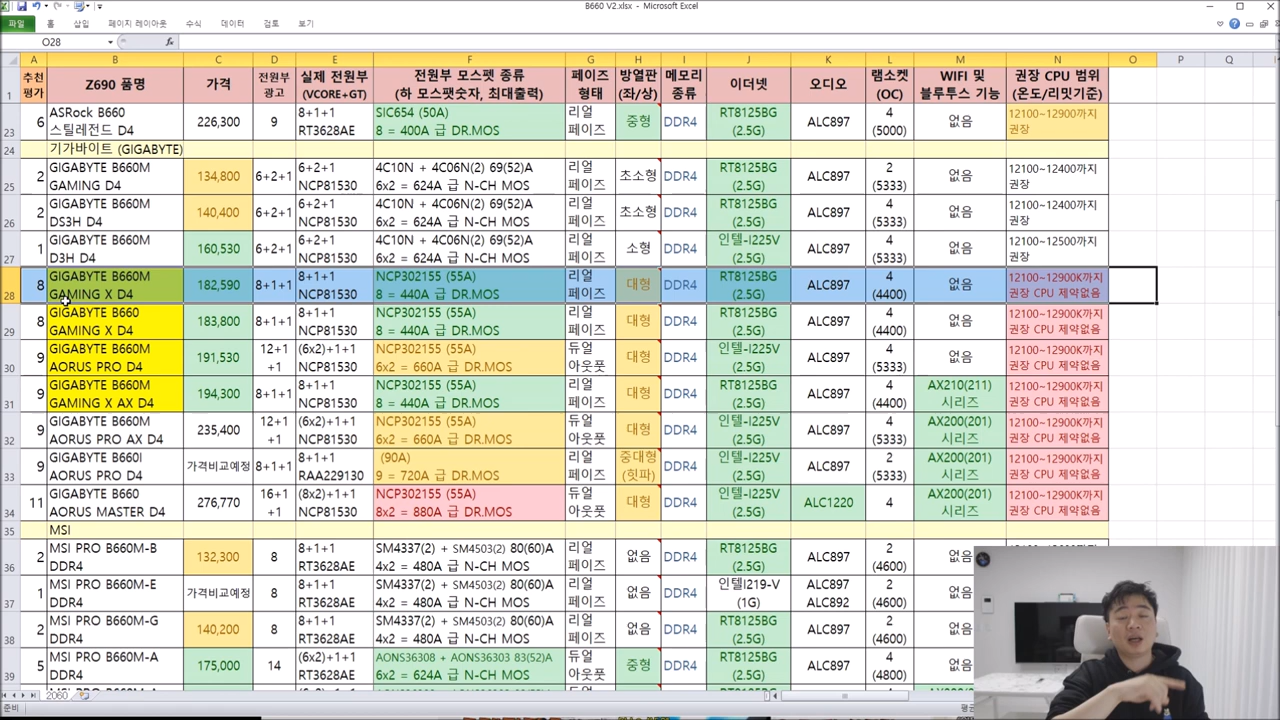 B660 V2.xlsx - Microsoft Excel
파일 홈 삽입 페이지 레이아웃 수식 데이터 검토 보기
O28 fx
A B C D E F G H I J K L M N O P Q
1 추천 평가 Z690 품명 가격 전원부 광고 실제 전원부 (VCORE+GT) 전원부 모스펫 종류 (하 모스팻숫자, 최대출력) 페이즈 형태 방열판 (좌/상) 메모리 종류 이더넷 오디오 램소켓 (OC) WIFI 및 블루투스 기능 권장 CPU 범위 (온도/리밋기준)
23 6 ASRock B660 스틸레전드 D4 226,300 9 8+1+1 RT3628AE SIC654 (50A) 8 = 400A 급 DR.MOS 리얼 페이즈 중형 DDR4 RT8125BG (2.5G) ALC897 4 (5000) 없음 12100~12900까지 권장
24 기가바이트 (GIGABYTE)
25 2 GIGABYTE B660M GAMING D4 134,800 6+2+1 6+2+1 NCP81530 4C10N + 4C06N(2) 69(52)A 6x2 = 624A 급 N-CH MOS 리얼 페이즈 초소형 DDR4 RT8125BG (2.5G) ALC897 2 (5333) 없음 12100~12400까지 권장
26 2 GIGABYTE B660M DS3H D4 140,400 6+2+1 6+2+1 NCP81530 4C10N + 4C06N(2) 69(52)A 6x2 = 624A 급 N-CH MOS 리얼 페이즈 초소형 DDR4 RT8125BG (2.5G) ALC897 4 (5333) 없음 12100~12400까지 권장
27 1 GIGABYTE B660M D3H D4 160,530 6+2+1 6+2+1 NCP81530 4C10N + 4C06N(2) 69(52)A 6x2 = 624A 급 N-CH MOS 리얼 페이즈 소형 DDR4 인텔-I225V (2.5G) ALC897 4 (5333) 없음 12100~12500까지 권장
28 8 GIGABYTE B660M GAMING X D4 182,590 8+1+1 8+1+1 NCP81530 NCP302155 (55A) 8 = 440A 급 DR.MOS 리얼 페이즈 대형 DDR4 RT8125BG (2.5G) ALC897 4 (4400) 없음 12100~12900K까지 권장 CPU 제약없음
29 8 GIGABYTE B660 GAMING X D4 183,800 8+1+1 8+1+1 NCP81530 NCP302155 (55A) 8 = 440A 급 DR.MOS 리얼 페이즈 대형 DDR4 RT8125BG (2.5G) ALC897 4 (4400) 없음 12100~12900K까지 권장 CPU 제약없음
30 9 GIGABYTE B660M AORUS PRO D4 191,530 12+1 +1 (6x2)+1+1 NCP81530 NCP302155 (55A) 6x2 = 660A 급 DR.MOS 듀얼 아웃풋 대형 DDR4 인텔-I225V (2.5G) ALC897 4 (5333) 없음 12100~12900K까지 권장 CPU 제약없음
31 9 GIGABYTE B660M GAMING X AX D4 194,300 8+1+1 8+1+1 NCP81530 NCP302155 (55A) 8 = 440A 급 DR.MOS 리얼 페이즈 대형 DDR4 RT8125BG (2.5G) ALC897 4 (4400) AX210(211) 시리즈 12100~12900K까지 권장 CPU 제약없음
32 9 GIGABYTE B660M AORUS PRO AX D4 235,400 12+1 +1 (6x2)+1+1 NCP81530 NCP302155 (55A) 6x2 = 660A 급 DR.MOS 듀얼 아웃풋 대형 DDR4 인텔-I225V (2.5G) ALC897 4 (5333) AX200(201) 시리즈 12100~12900K까지 권장 CPU 제약없음
33 9 GIGABYTE B660I AORUS PRO D4 가격비교예정 8+1+1 8+1+1 RAA229130 (90A) 9 = 720A 급 DR.MOS 리얼 페이즈 중대형 (힛파) DDR4 인텔-I225V (2.5G) ALC897 2 (5333) AX200(201) 시리즈 12100~12900K까지 권장 CPU 제약없음
34 11 GIGABYTE B660 AORUS MASTER D4 276,770 16+1 +1 (8x2)+1+1 NCP81530 NCP302155 (55A) 8x2 = 880A 급 DR.MOS 듀얼 아웃풋 대형 DDR4 인텔-I225V (2.5G) ALC1220 4 AX200(201) 시리즈 12100~12900K까지 권장 CPU 제약없음
35 MSI
36 2 MSI PRO B660M-B DDR4 132,300 8 8+1+1 RT3628AE SM4337(2) + SM4503(2) 80(60)A 4x2 = 480A 급 N-CH MOS 리얼 페이즈 없음 DDR4 RT8125BG (2.5G) ALC897 2 (4600) 없음
37 1 MSI PRO B660M-E DDR4 가격비교예정 8 8+1+1 RT3628AE SM4337(2) + SM4503(2) 80(60)A 4x2 = 480A 급 N-CH MOS 리얼 페이즈 없음 DDR4 인텔I219-V (1G) ALC897 ALC892 2 (4600) 없음
38 2 MSI PRO B660M-G DDR4 140,200 8 8+1+1 RT3628AE SM4337(2) + SM4503(2) 80(60)A 4x2 = 480A 급 N-CH MOS 리얼 페이즈 없음 DDR4 RT8125BG (2.5G) ALC897 2 (4600) 없음
39 5 MSI PRO B660M-A DDR4 175,000 14 (6x2)+1+1 RT3628AE AONS36308 + AONS36303 83(52)A 6x2 = 624A 급 N-CH MOS 듀얼 페이즈 중형 DDR4 RT8125BG (2.5G) ALC897 4 (4800) 없음
2060
준비